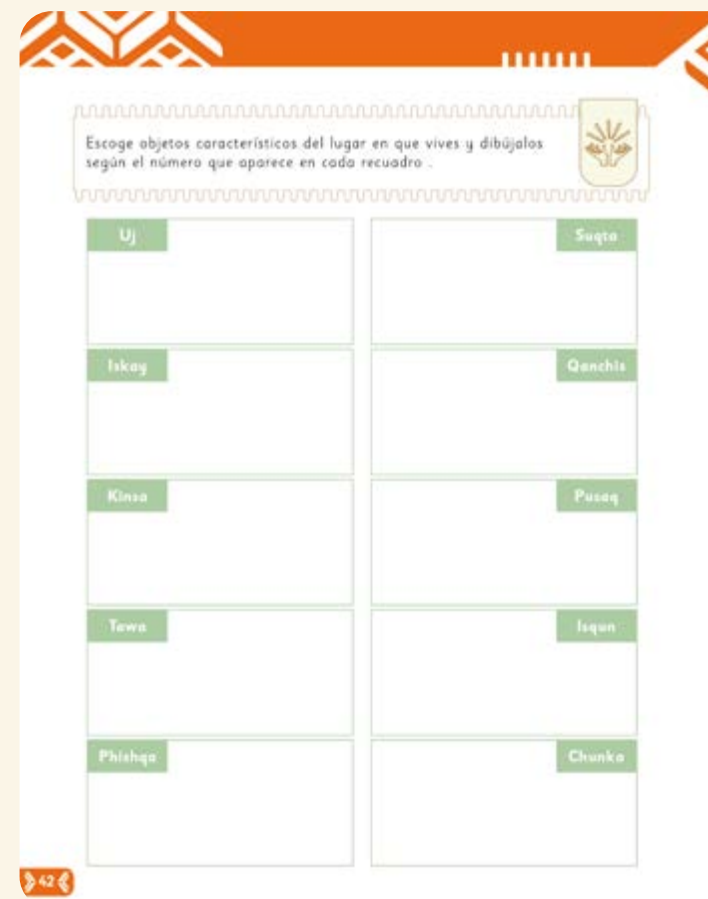 Escoge objetos característicos del lugar en que vives y dibújalos
según el número que aparece en cada recuadro .
Uj
Suqta
Iskay
Qanchis
Kinsa
Pusaq
Tawa
Isqun
Phishqa
Chunka
42